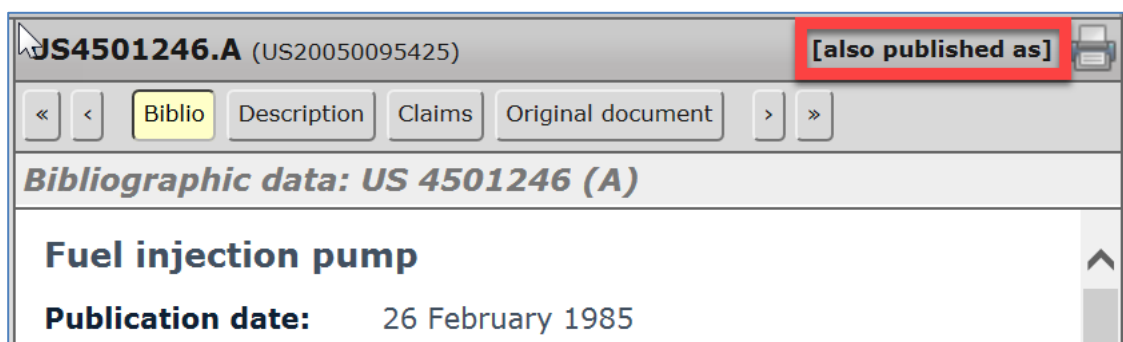 US4501246.A (US20050095425) [also published as]
« ‹ Biblio Description Claims Original document › »
Bibliographic data: US 4501246 (A)
Fuel injection pump
Publication date: 26 February 1985